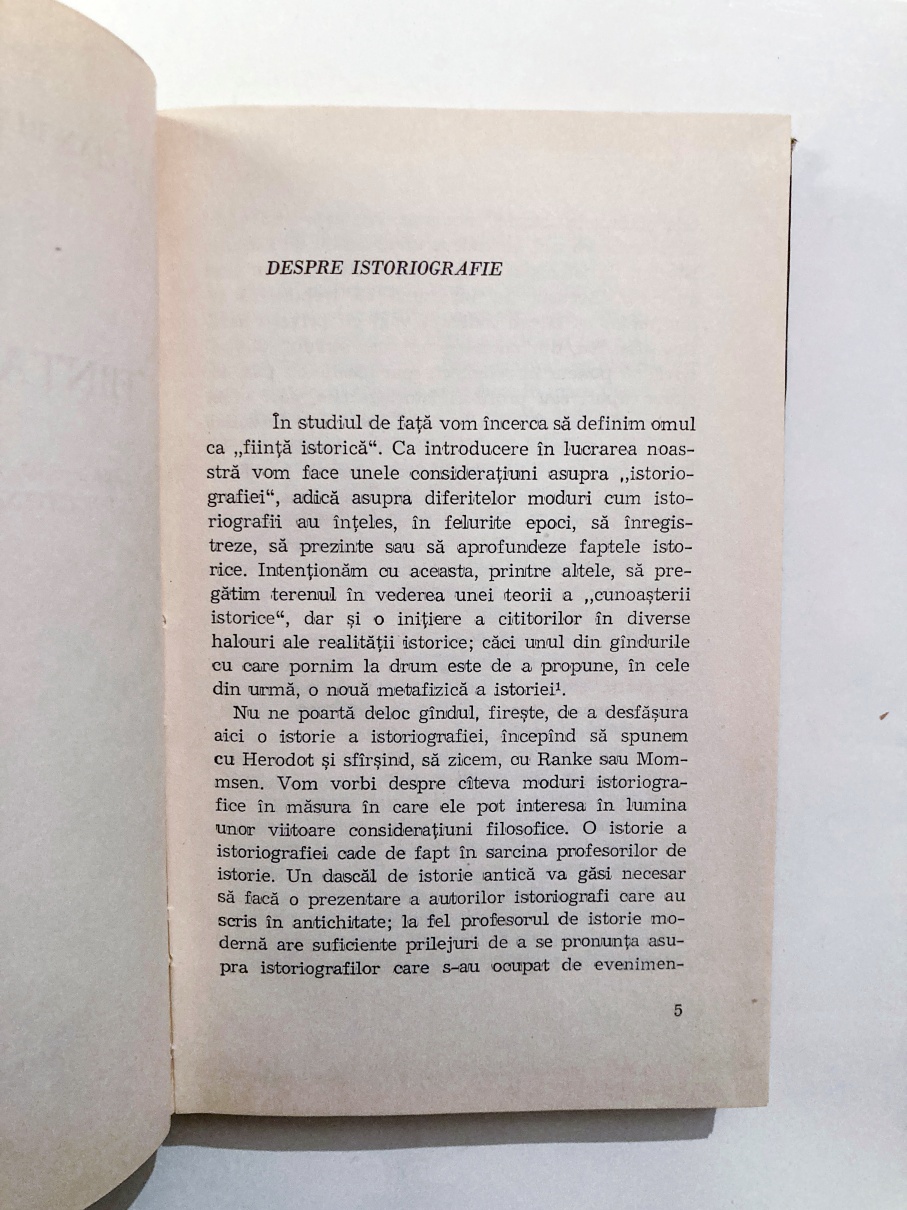 DESPRE ISTORIOGRAFIE
În studiul de față vom încerca să definim omul
ca „ființă istorică“. Ca introducere în lucrarea noas-
tră vom face unele considerațiuni asupra „istorio-
grafiei“, adică asupra diferitelor moduri cum isto-
riografii au înțeles, în felurite epoci, să înregis-
treze, să prezinte sau să aprofundeze faptele isto-
rice. Intenționăm cu aceasta, printre altele, să pre-
gătim terenul în vederea unei teorii a „cunoașterii
istorice“, dar și o inițiere a cititorilor în diverse
halouri ale realității istorice; căci unul din gîndurile
cu care pornim la drum este de a propune, în cele
din urmă, o nouă metafizică a istoriei¹.
Nu ne poartă deloc gîndul, firește, de a desfășura
aici o istorie a istoriografiei, începînd să spunem
cu Herodot și sfîrșind, să zicem, cu Ranke sau Mom-
msen. Vom vorbi despre cîteva moduri istoriogra-
fice în măsura în care ele pot interesa în lumina
unor viitoare considerațiuni filosofice. O istorie a
istoriografiei cade de fapt în sarcina profesorilor de
istorie. Un dascăl de istorie antică va găsi necesar
să facă o prezentare a autorilor istoriografi care au
scris în antichitate; la fel profesorul de istorie mo-
dernă are suficiente prilejuri de a se pronunța asu-
pra istoriografilor care s-au ocupat de evenimen-
5